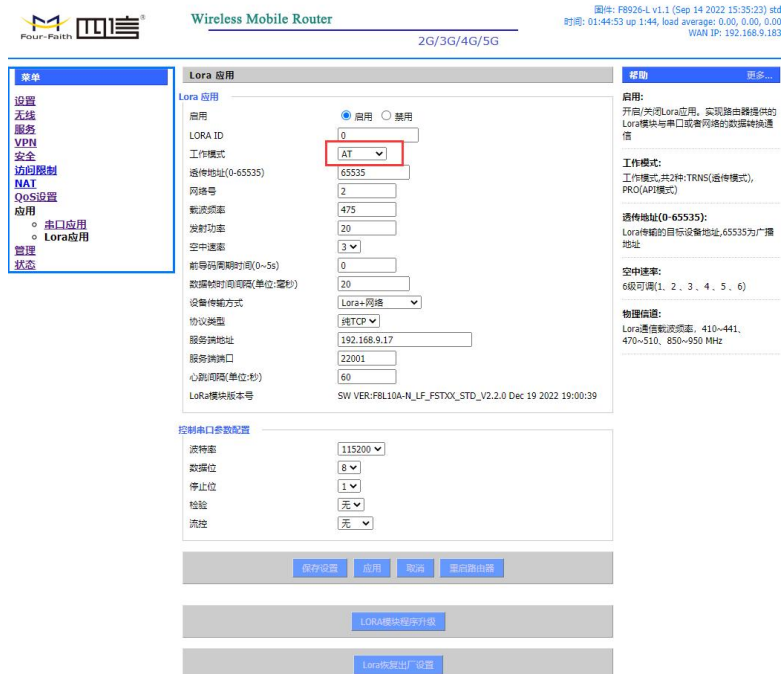 Four-Faith 四信®
Wireless Mobile Router
2G/3G/4G/5G
固件: F8926-L v1.1 (Sep 14 2022 15:35:23) std
时间: 01:44:53 up 1:44, load average: 0.00, 0.00, 0.00
WAN IP: 192.168.9.183
菜单
设置
无线
服务
VPN
安全
访问限制
NAT
QoS设置
应用
串口应用
Lora应用
管理
状态
Lora 应用
Lora 应用
启用 启用 禁用
LORA ID 0
工作模式 AT
透传地址(0-65535) 65535
网络号 2
载波频率 475
发射功率 20
空中速率 3
前导码周期时间(0~5s) 0
数据帧时间间隔(单位:毫秒) 20
设备传输方式 Lora+网络
协议类型 纯TCP
服务端地址 192.168.9.17
服务端端口 22001
心跳间隔(单位:秒) 60
LoRa模块版本号 SW VER:F8L10A-N_LF_FSTXX_STD_V2.2.0 Dec 19 2022 19:00:39
控制串口参数配置
波特率 115200
数据位 8
停止位 1
检验 无
流控 无
保存设置 应用 取消 重启路由器
LORA模块程序升级
Lora恢复出厂设置
帮助 更多...
启用:
开启/关闭Lora应用。实现路由器提供的
Lora模块与串口或者网络的数据转换通
信
工作模式:
工作模式,共2种:TRNS(透传模式),
PRO(API模式)
透传地址(0-65535):
Lora传输的目标设备地址,65535为广播
地址
空中速率:
6级可调(1、2 、3 、4 、5 、6)
物理信道:
Lora通信载波频率，410~441、
470~510、850~950 MHz